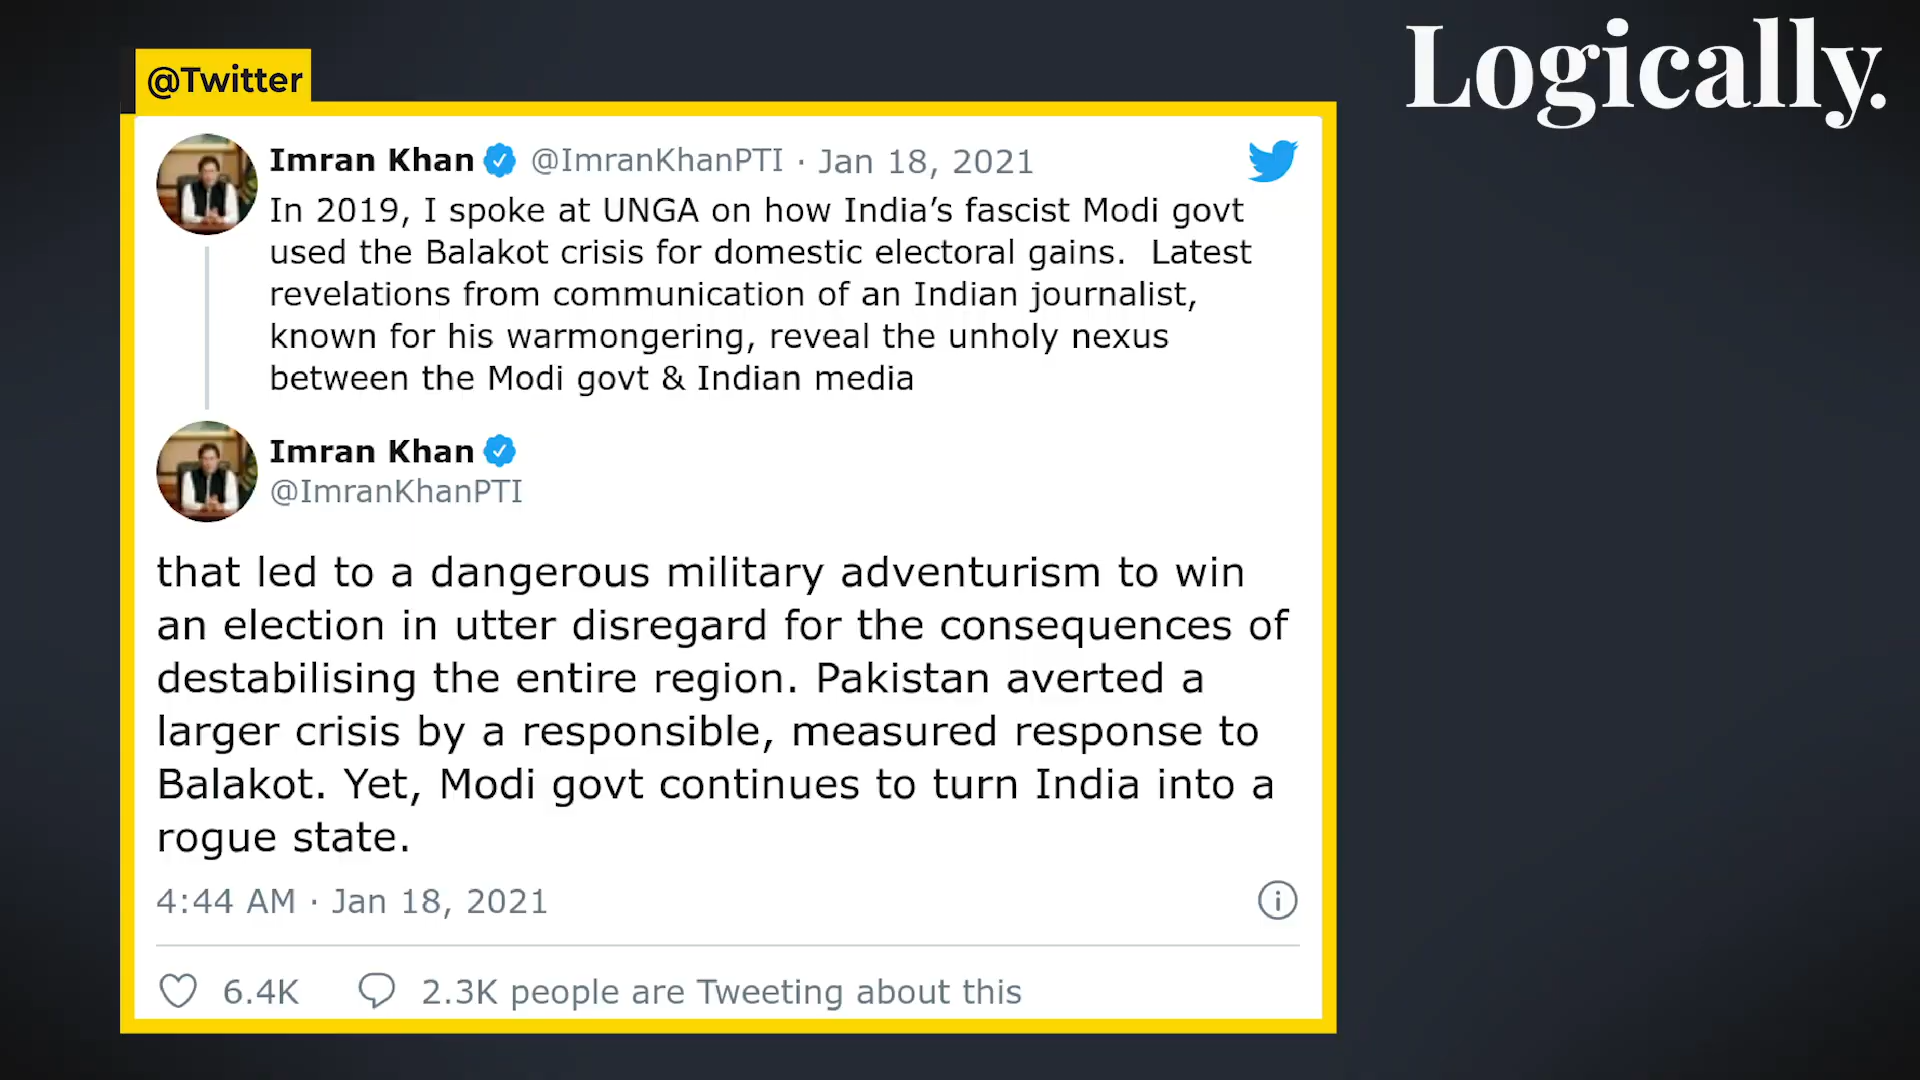 @Twitter
Logically.
Imran Khan @ImranKhanPTI · Jan 18, 2021
In 2019, I spoke at UNGA on how India’s fascist Modi govt
used the Balakot crisis for domestic electoral gains.  Latest
revelations from communication of an Indian journalist,
known for his warmongering, reveal the unholy nexus
between the Modi govt & Indian media
Imran Khan
@ImranKhanPTI
that led to a dangerous military adventurism to win
an election in utter disregard for the consequences of
destabilising the entire region. Pakistan averted a
larger crisis by a responsible, measured response to
Balakot. Yet, Modi govt continues to turn India into a
rogue state.
4:44 AM · Jan 18, 2021
6.4K 2.3K people are Tweeting about this